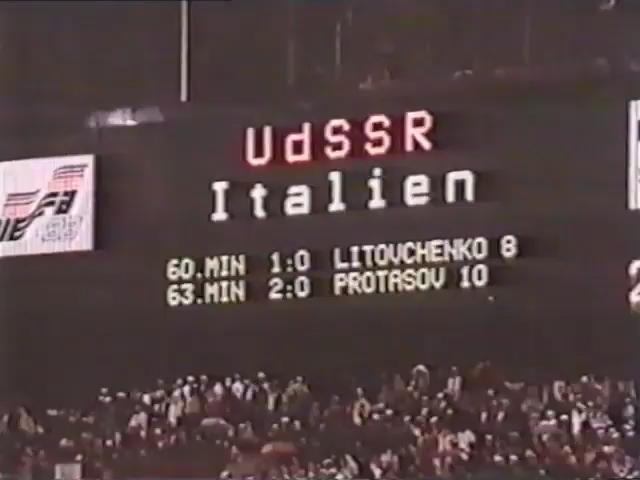 UdSSR
Italien
60.MIN 1:0 LITOVCHENKO 8
63.MIN 2:0 PROTASOV 10